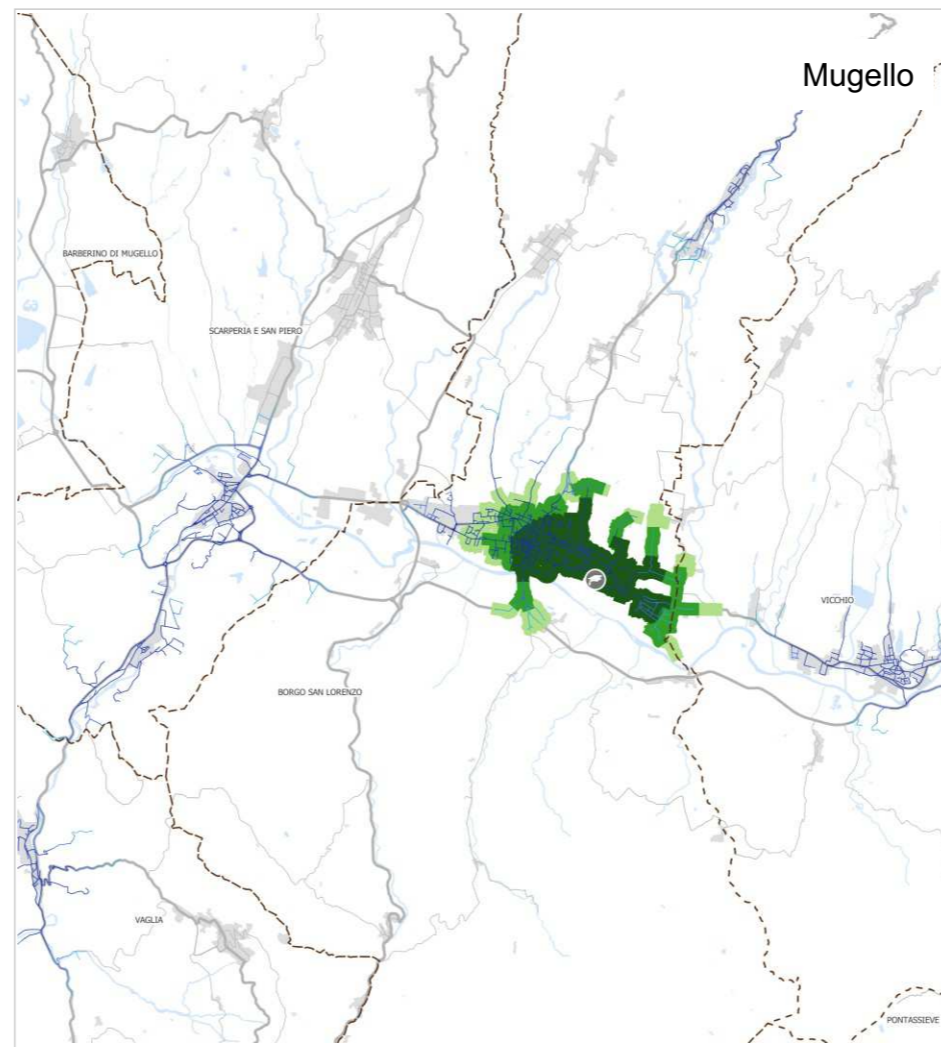 Mugello
BARBERINO DI MUGELLO
SCARPERIA E SAN PIERO
VICCHIO
BORGO SAN LORENZO
VAGLIA
PONTASSIEVE